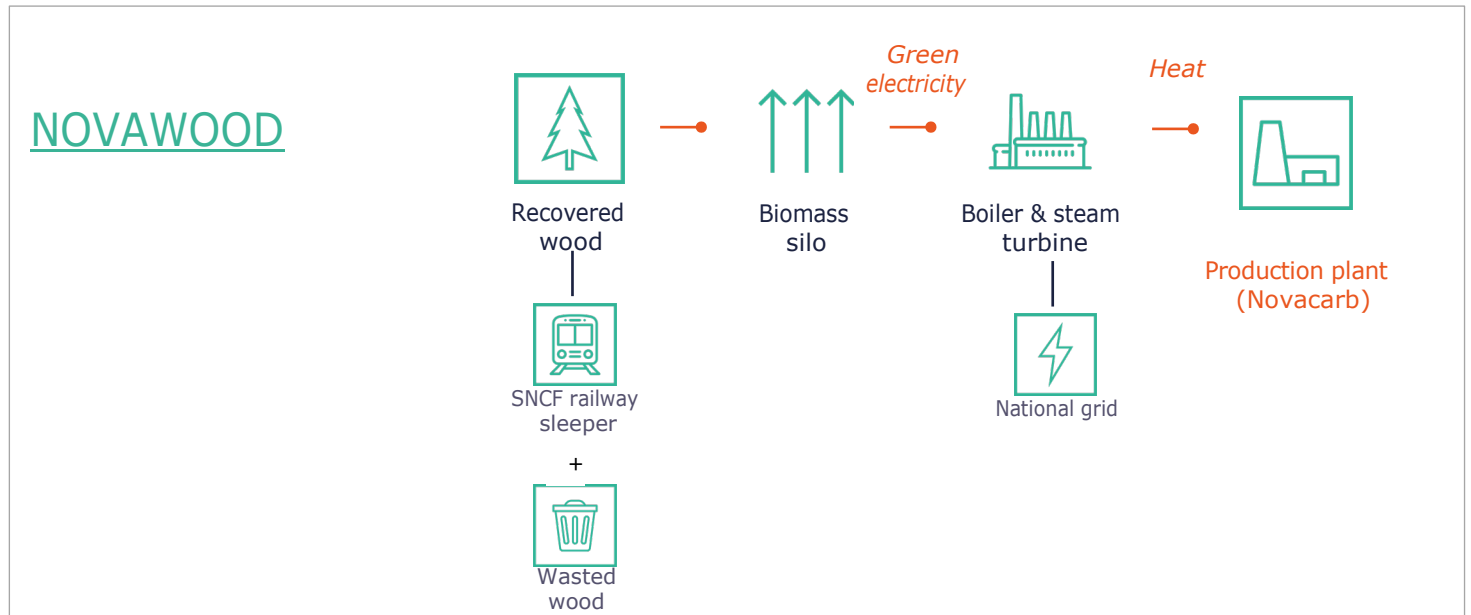 NOVAWOOD
Green
electricity
Heat
Recovered
wood
Biomass
silo
Boiler & steam
turbine
Production plant
(Novacarb)
SNCF railway
sleeper
National grid
+
Wasted
wood